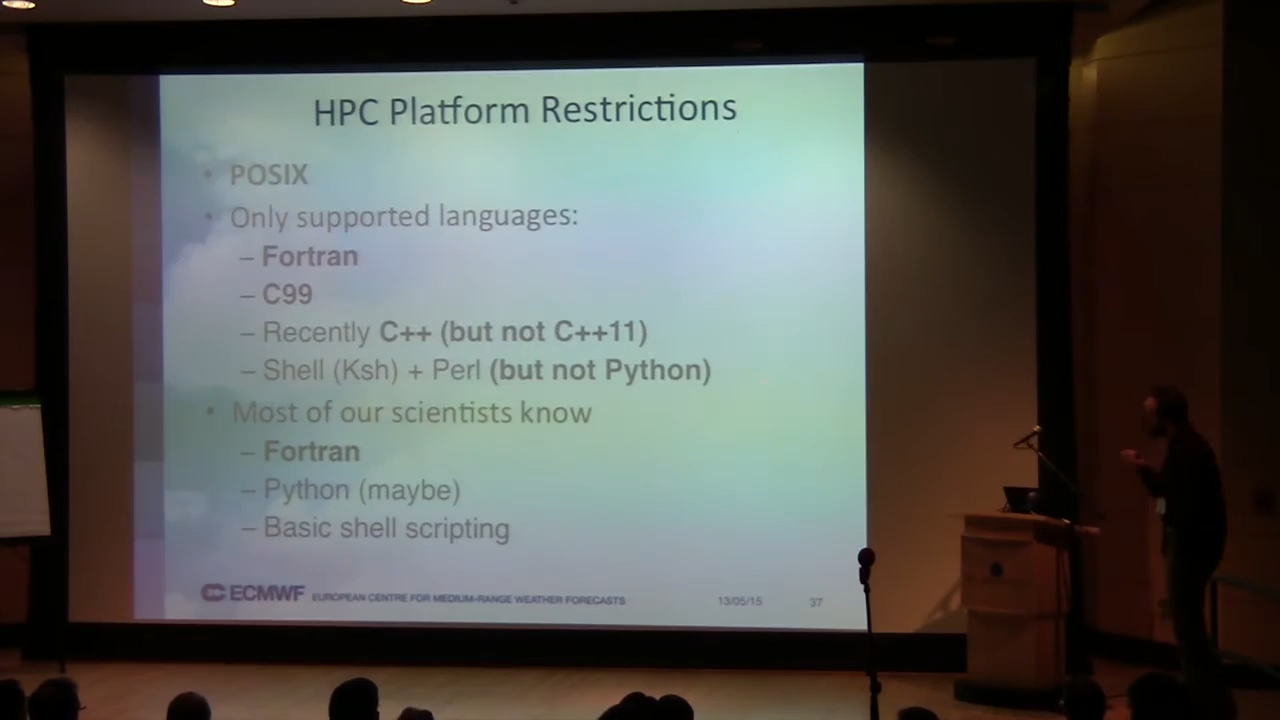 HPC Platform Restrictions
• POSIX
• Only supported languages:
– Fortran
– C99
– Recently C++ (but not C++11)
– Shell (Ksh) + Perl (but not Python)
• Most of our scientists know
– Fortran
– Python (maybe)
– Basic shell scripting
ECMWF EUROPEAN CENTRE FOR MEDIUM-RANGE WEATHER FORECASTS 13/05/15 37